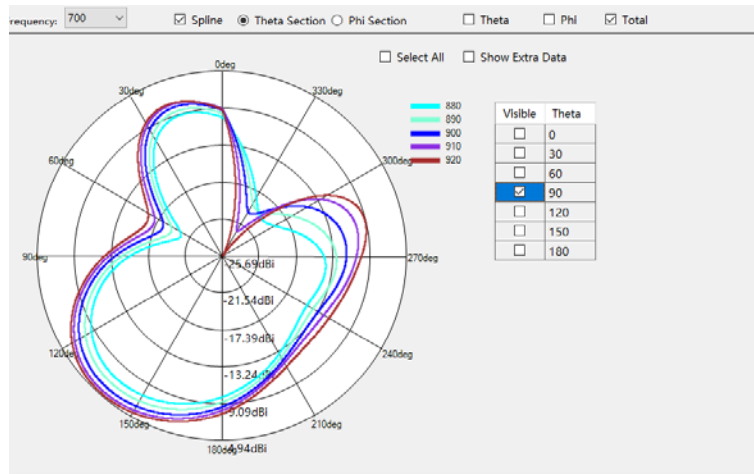 requency: 700 Spline Theta Section Phi Section Theta Phi Total
Select All Show Extra Data
0deg
30deg 330deg
880
890
900
910
920
Visible Theta
0
30
60
90
120
150
180
60deg 300deg
90deg 270deg
-25.69dBi
-21.54dBi
-17.39dBi
-13.24dBi
-9.09dBi
-4.94dBi
120deg 240deg
150deg 210deg
180deg